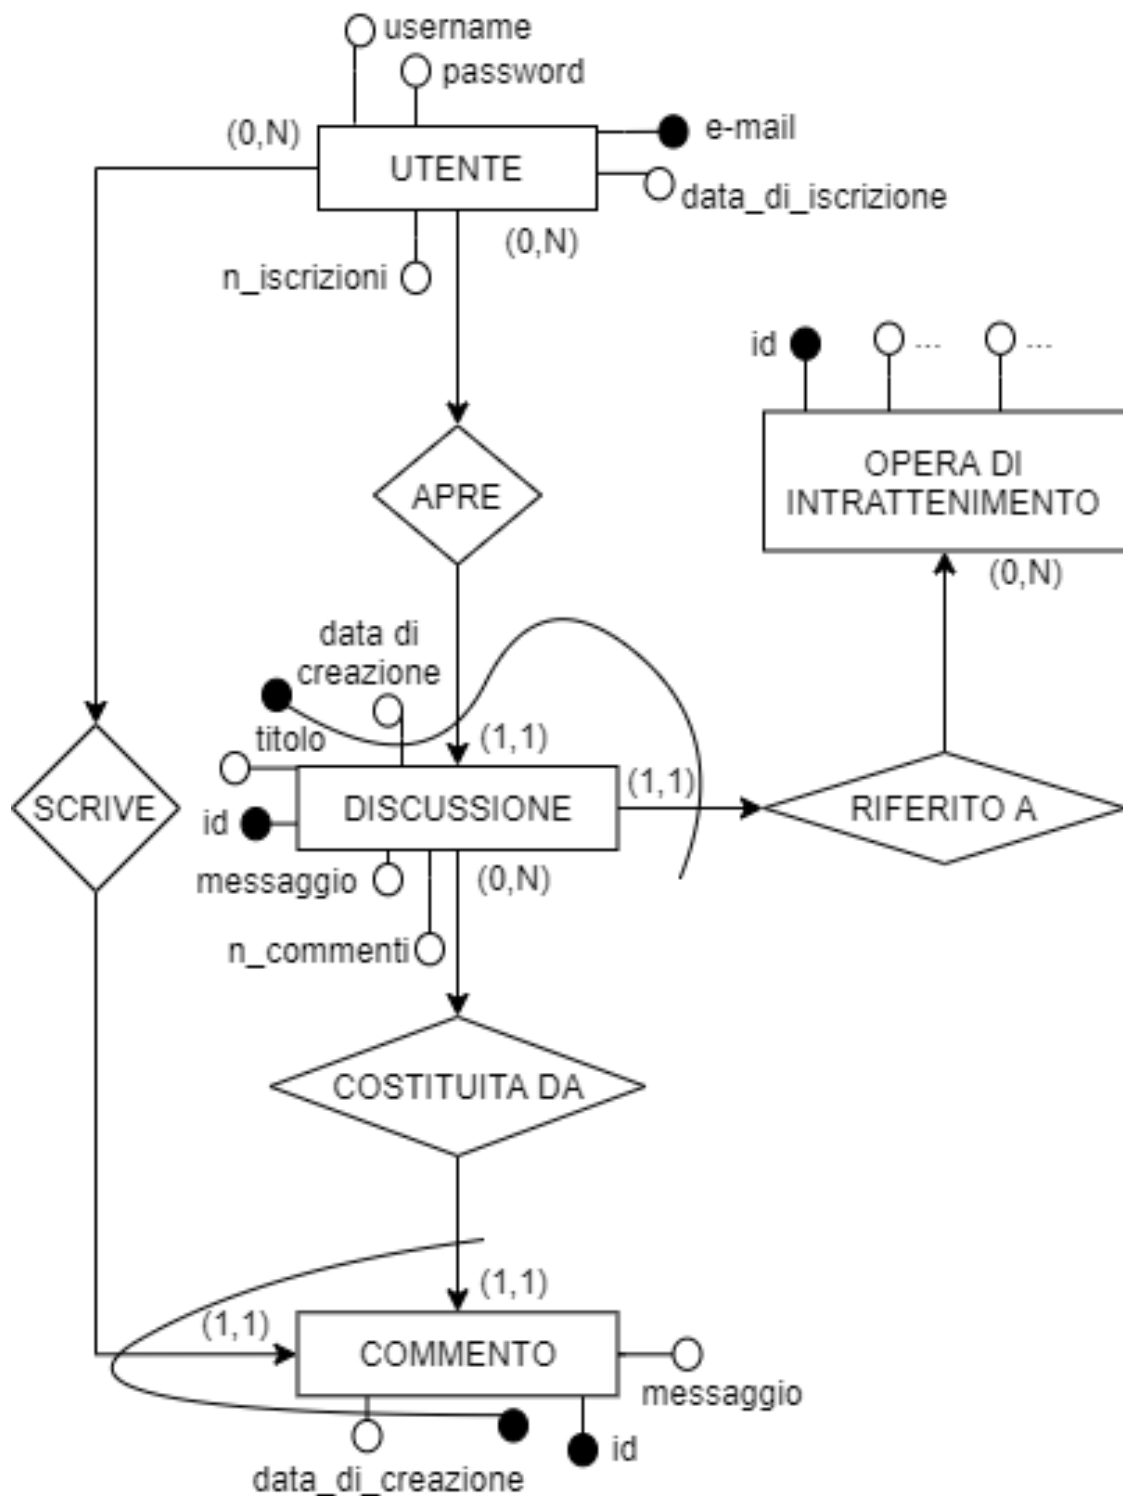 username
password
(0,N)
e-mail
UTENTE
data_di_iscrizione
(0,N)
n_iscrizioni
id
...
...
OPERA DI
INTRATTENIMENTO
(0,N)
APRE
data di
creazione
titolo
(1,1)
(1,1)
SCRIVE
id
DISCUSSIONE
RIFERITO A
messaggio
(0,N)
n_commenti
COSTITUITA DA
(1,1)
(1,1)
COMMENTO
messaggio
id
data_di_creazione